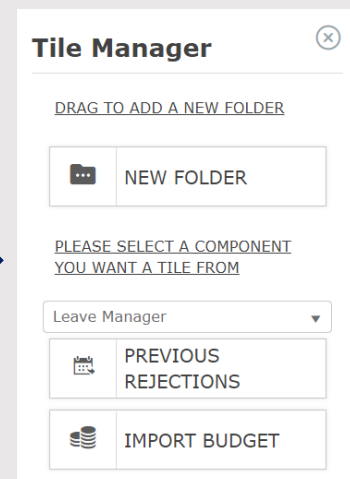 Tile Manager
DRAG TO ADD A NEW FOLDER
NEW FOLDER
PLEASE SELECT A COMPONENT
YOU WANT A TILE FROM
Leave Manager
PREVIOUS
REJECTIONS
IMPORT BUDGET